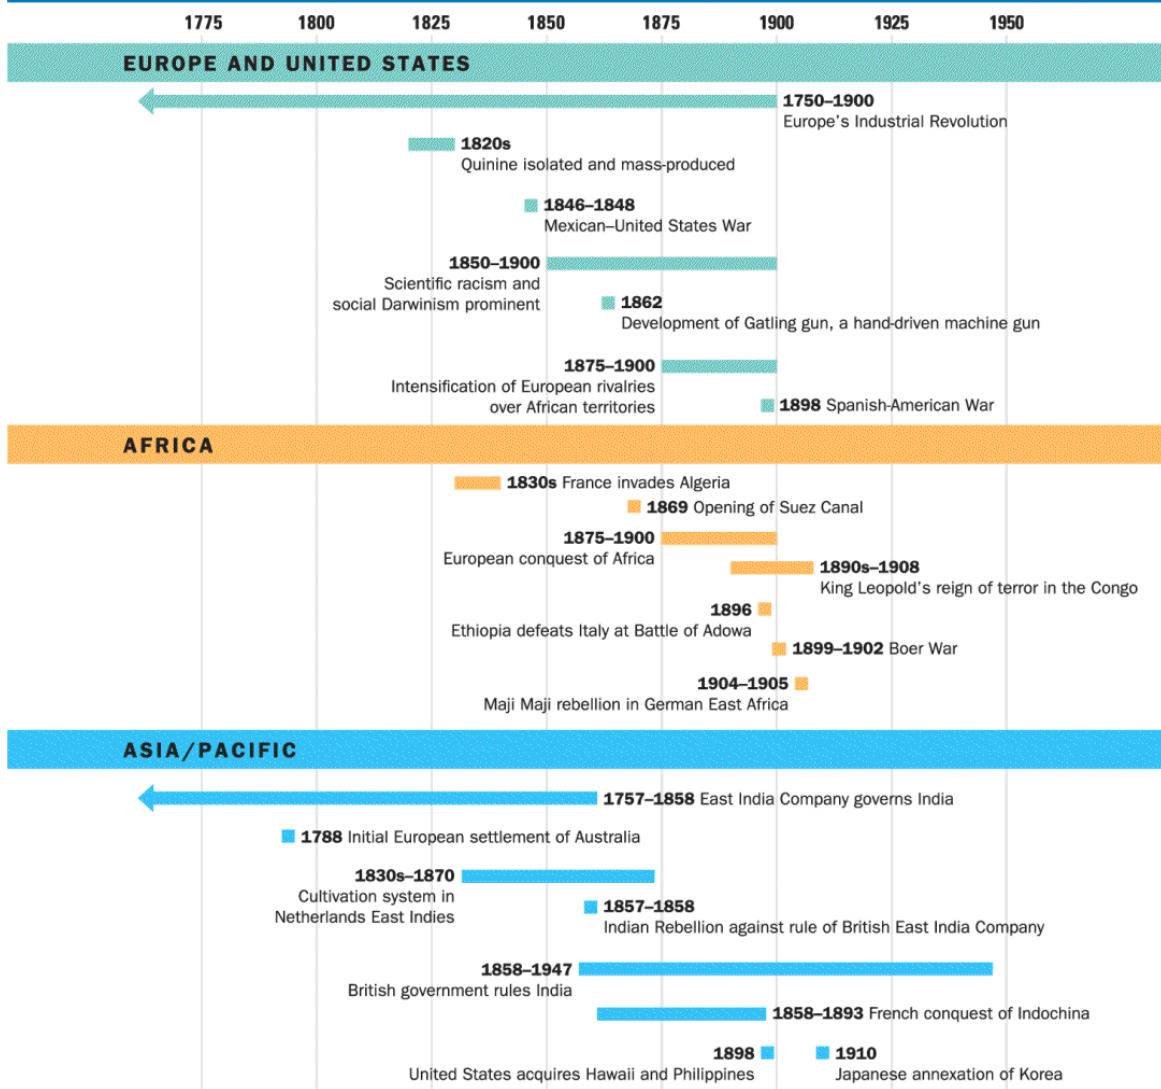 1775 1800 1825 1850 1875 1900 1925 1950
EUROPE AND UNITED STATES
1750–1900
Europe's Industrial Revolution
1820s
Quinine isolated and mass-produced
1846–1848
Mexican–United States War
1850–1900
Scientific racism and
social Darwinism prominent
1862
Development of Gatling gun, a hand-driven machine gun
1875–1900
Intensification of European rivalries
over African territories
1898 Spanish-American War
AFRICA
1830s France invades Algeria
1869 Opening of Suez Canal
1875–1900
European conquest of Africa
1890s–1908
King Leopold's reign of terror in the Congo
1896
Ethiopia defeats Italy at Battle of Adowa
1899–1902 Boer War
1904–1905
Maji Maji rebellion in German East Africa
ASIA/PACIFIC
1757–1858 East India Company governs India
1788 Initial European settlement of Australia
1830s–1870
Cultivation system in
Netherlands East Indies
1857–1858
Indian Rebellion against rule of British East India Company
1858–1947
British government rules India
1858–1893 French conquest of Indochina
1898
United States acquires Hawaii and Philippines
1910
Japanese annexation of Korea